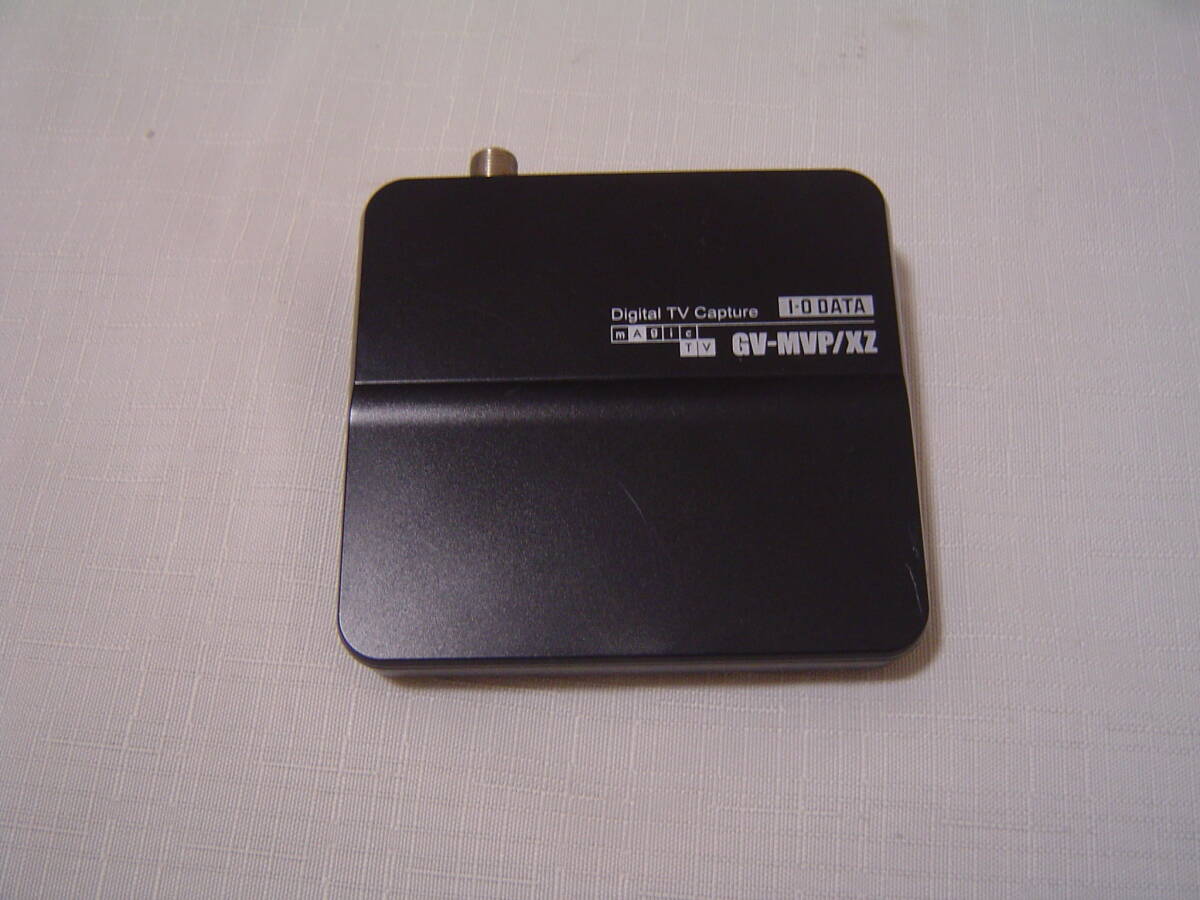 Digital TV Capture I-O DATA
mAgic
TV GV-MVP/XZ